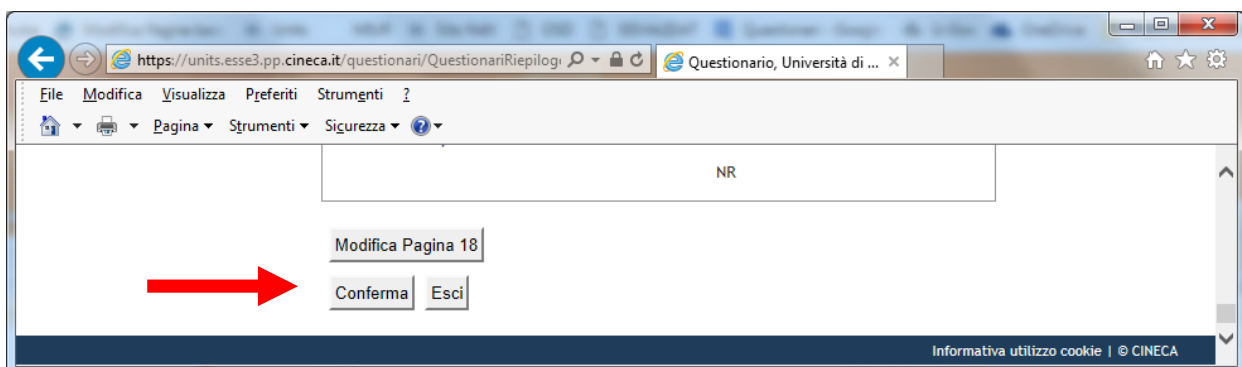 https://units.esse3.pp.cineca.it/questionari/QuestionariRiepilog
Questionario, Università di ...
File Modifica Visualizza Preferiti Strumenti ?
Pagina Strumenti Sicurezza
NR
Modifica Pagina 18
Conferma Esci
Informativa utilizzo cookie | © CINECA